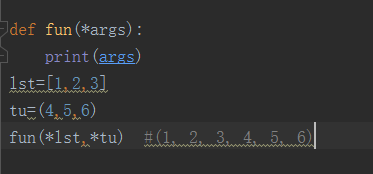 def fun(*args):
    print(args)
lst=[1,2,3]
tu=(4,5,6)
fun(*lst,*tu)  #(1, 2, 3, 4, 5, 6)